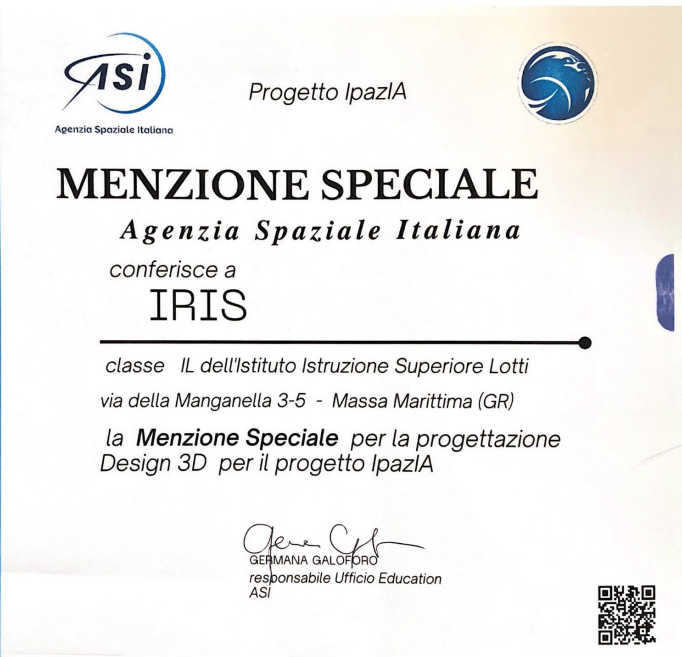 ASI
Agenzia Spaziale Italiana
Progetto IpazIA
MENZIONE SPECIALE
Agenzia Spaziale Italiana
conferisce a
IRIS
classe IL dell'Istituto Istruzione Superiore Lotti
via della Manganella 3-5 - Massa Marittima (GR)
la Menzione Speciale per la progettazione
Design 3D per il progetto IpazIA
GERMANA GALOFORO
responsabile Ufficio Education
ASI